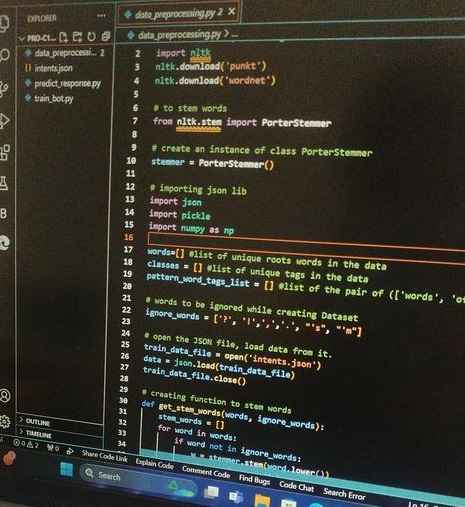 EXPLORER
PRO-C1...
data_preprocessi... 2
intents.json
predict_response.py
train_bot.py
OUTLINE
TIMELINE
data_preprocessing.py 2
data_preprocessing.py > ...
2 import nltk
3 nltk.download('punkt')
4 nltk.download('wordnet')
5
6 # to stem words
7 from nltk.stem import PorterStemmer
8
9 # create an instance of class PorterStemmer
10 stemmer = PorterStemmer()
11
12 # importing json lib
13 import json
14 import pickle
15 import numpy as np
16
17 words=[] #list of unique roots words in the data
18 classes = [] #list of unique tags in the data
19 pattern_word_tags_list = [] #list of the pair of (['words', 'of
20
21 # words to be ignored while creating Dataset
22 ignore_words = ['?', '!',',','.', "'s", "'m"]
23
24 # open the JSON file, load data from it.
25 train_data_file = open('intents.json')
26 data = json.load(train_data_file)
27 train_data_file.close()
28
29 # creating function to stem words
30 def get_stem_words(words, ignore_words):
31 stem_words = []
32 for word in words:
33 if word not in ignore_words:
34 w = stemmer.stem(word.lower())
0 2 0 Share Code Link Explain Code Comment Code Find Bugs Code Chat Search Error
Search